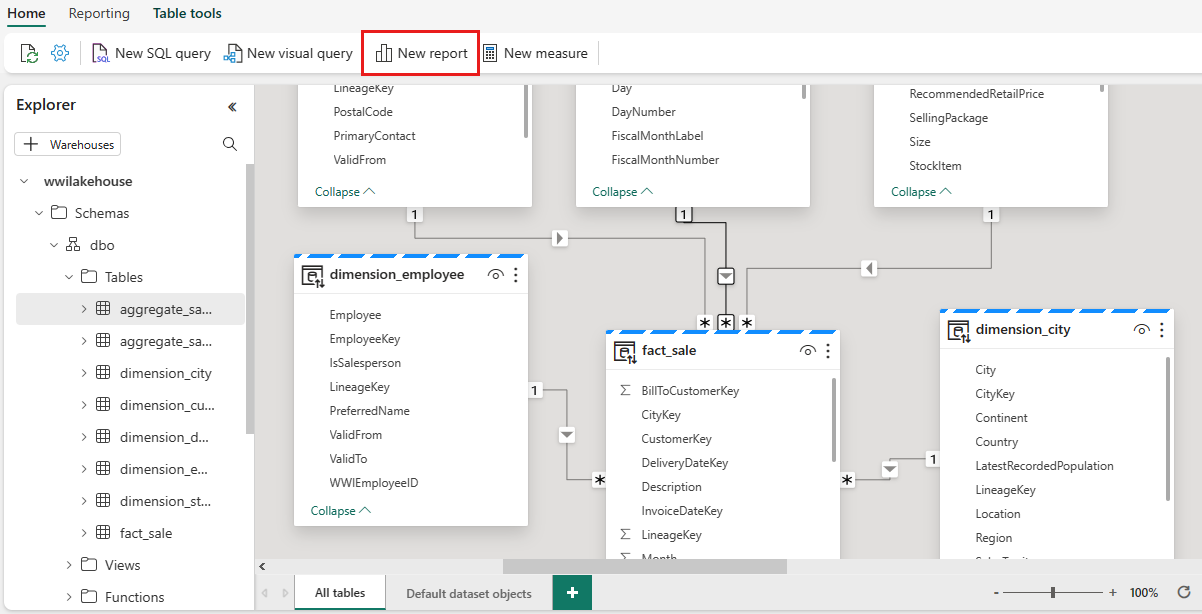 Home Reporting Table tools
New SQL query New visual query New report New measure
Explorer
Warehouses
wwilakehouse
Schemas
dbo
Tables
aggregate_sa...
aggregate_sa...
dimension_city
dimension_cu...
dimension_d...
dimension_e...
dimension_st...
fact_sale
Views
Functions
LineageKey
PostalCode
PrimaryContact
ValidFrom
Collapse
1
Day
DayNumber
FiscalMonthLabel
FiscalMonthNumber
Collapse
1
RecommendedRetailPrice
SellingPackage
Size
StockItem
Collapse
1
dimension_employee
Employee
EmployeeKey
IsSalesperson
LineageKey
PreferredName
ValidFrom
ValidTo
WWIEmployeeID
Collapse
1
*
* * *
fact_sale
Σ BillToCustomerKey
CityKey
CustomerKey
DeliveryDateKey
Description
InvoiceDateKey
Σ LineageKey
Σ Month
*
1
dimension_city
City
CityKey
Continent
Country
LatestRecordedPopulation
LineageKey
Location
Region
All tables Default dataset objects +
- + 100%